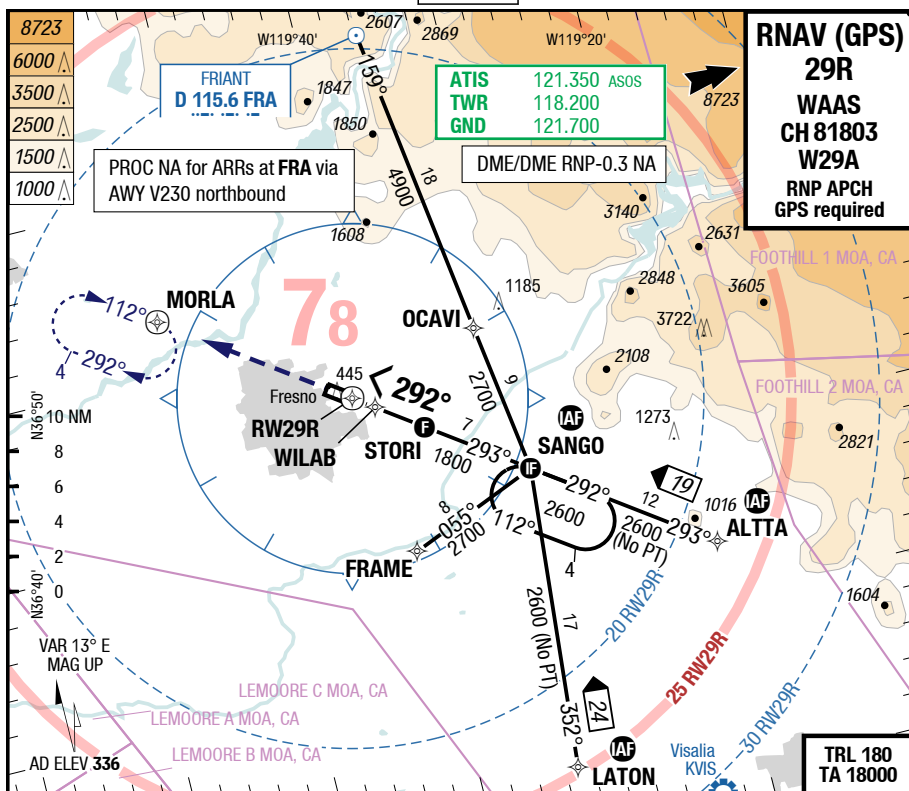 8723
6000
3500
2500
1500
1000
W119°40'
2607
2869
W119°20'
FRIANT
D 115.6 FRA
159°
1847
1850
ATIS 121.350 ASOS
TWR 118.200
GND 121.700
8723
RNAV (GPS)
29R
WAAS
CH 81803
W29A
RNP APCH
GPS required
PROC NA for ARRs at FRA via
AWY V230 northbound
DME/DME RNP-0.3 NA
18
4900
1608
3140
2631
FOOTHILL 1 MOA, CA
2848
3605
1185
3722
112°
MORLA
292°
4
78
OCAVI
2108
FOOTHILL 2 MOA, CA
9
2700
445
Fresno
292°
RW29R
WILAB
STORI
7
293°
1800
IAF
SANGO
1273
2821
N36°50'
10 NM
8
6
4
2
0
N36°40'
IF
292°
12
19
1016
IAF
ALTTA
293°
2600
(No PT)
2600
112°
4
8
055°
2700
FRAME
20 RW29R
1604
17
2600 (No PT)
25 RW29R
30 RW29R
VAR 13° E
MAG UP
LEMOORE C MOA, CA
LEMOORE A MOA, CA
LEMOORE B MOA, CA
AD ELEV 336
24
352°
IAF
LATON
Visalia
KVIS
TRL 180
TA 18000